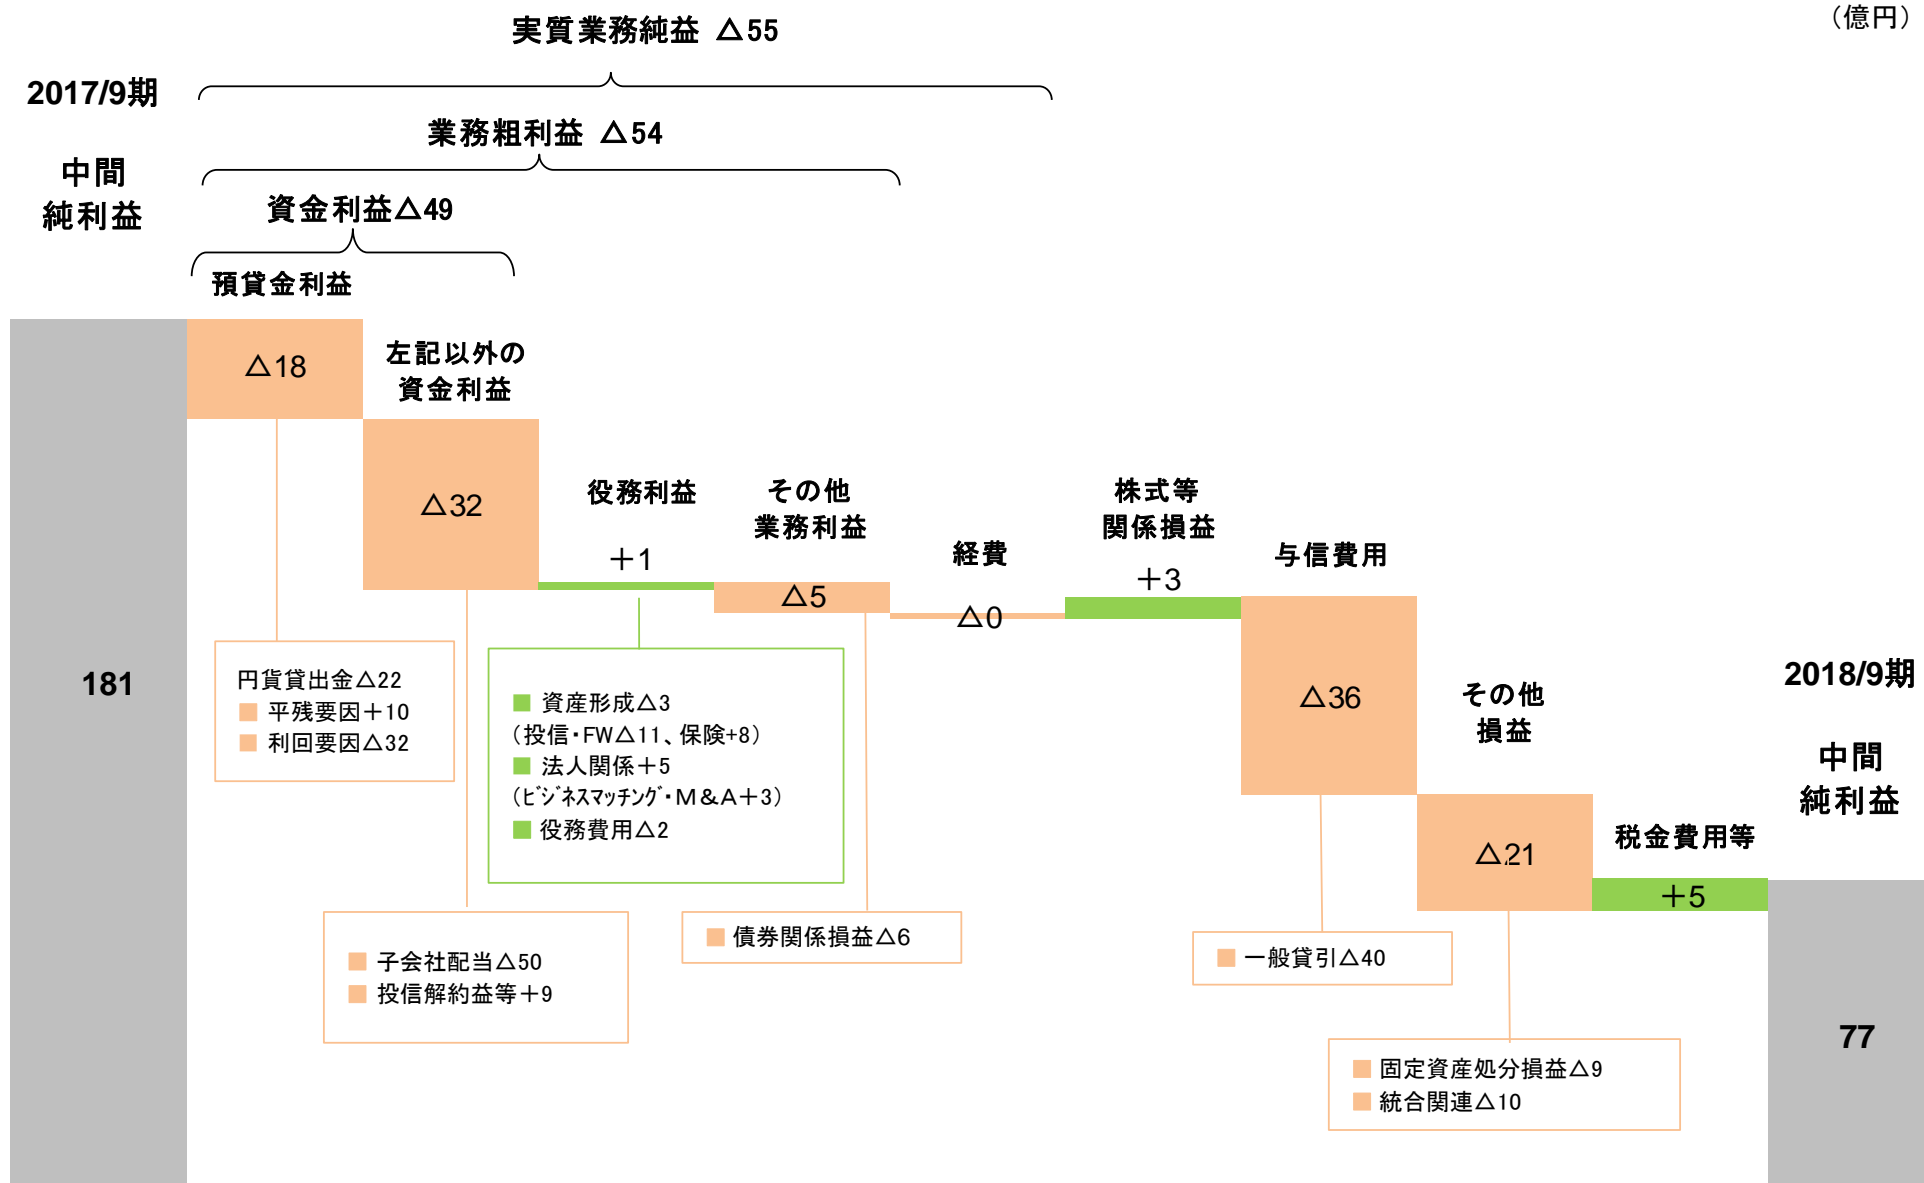 （億円）
実質業務純益 △55
2017/9期
業務粗利益 △54
中間
純利益
資金利益△49
預貸金利益
△18
左記以外の
資金利益
△32
役務利益
＋1
その他
業務利益
△5
経費
△0
株式等
関係損益
＋3
与信費用
△36
その他
損益
△21
税金費用等
＋5
181
2018/9期
中間
純利益
77
円貨貸出金△22
平残要因＋10
利回要因△32
資産形成△3
（投信・FW△11、保険+8）
法人関係＋5
（ﾋﾞｼﾞﾈｽﾏｯﾁﾝｸﾞ・M＆A＋3）
役務費用△2
子会社配当△50
投信解約益等＋9
債券関係損益△6
一般貸引△40
固定資産処分損益△9
統合関連△10